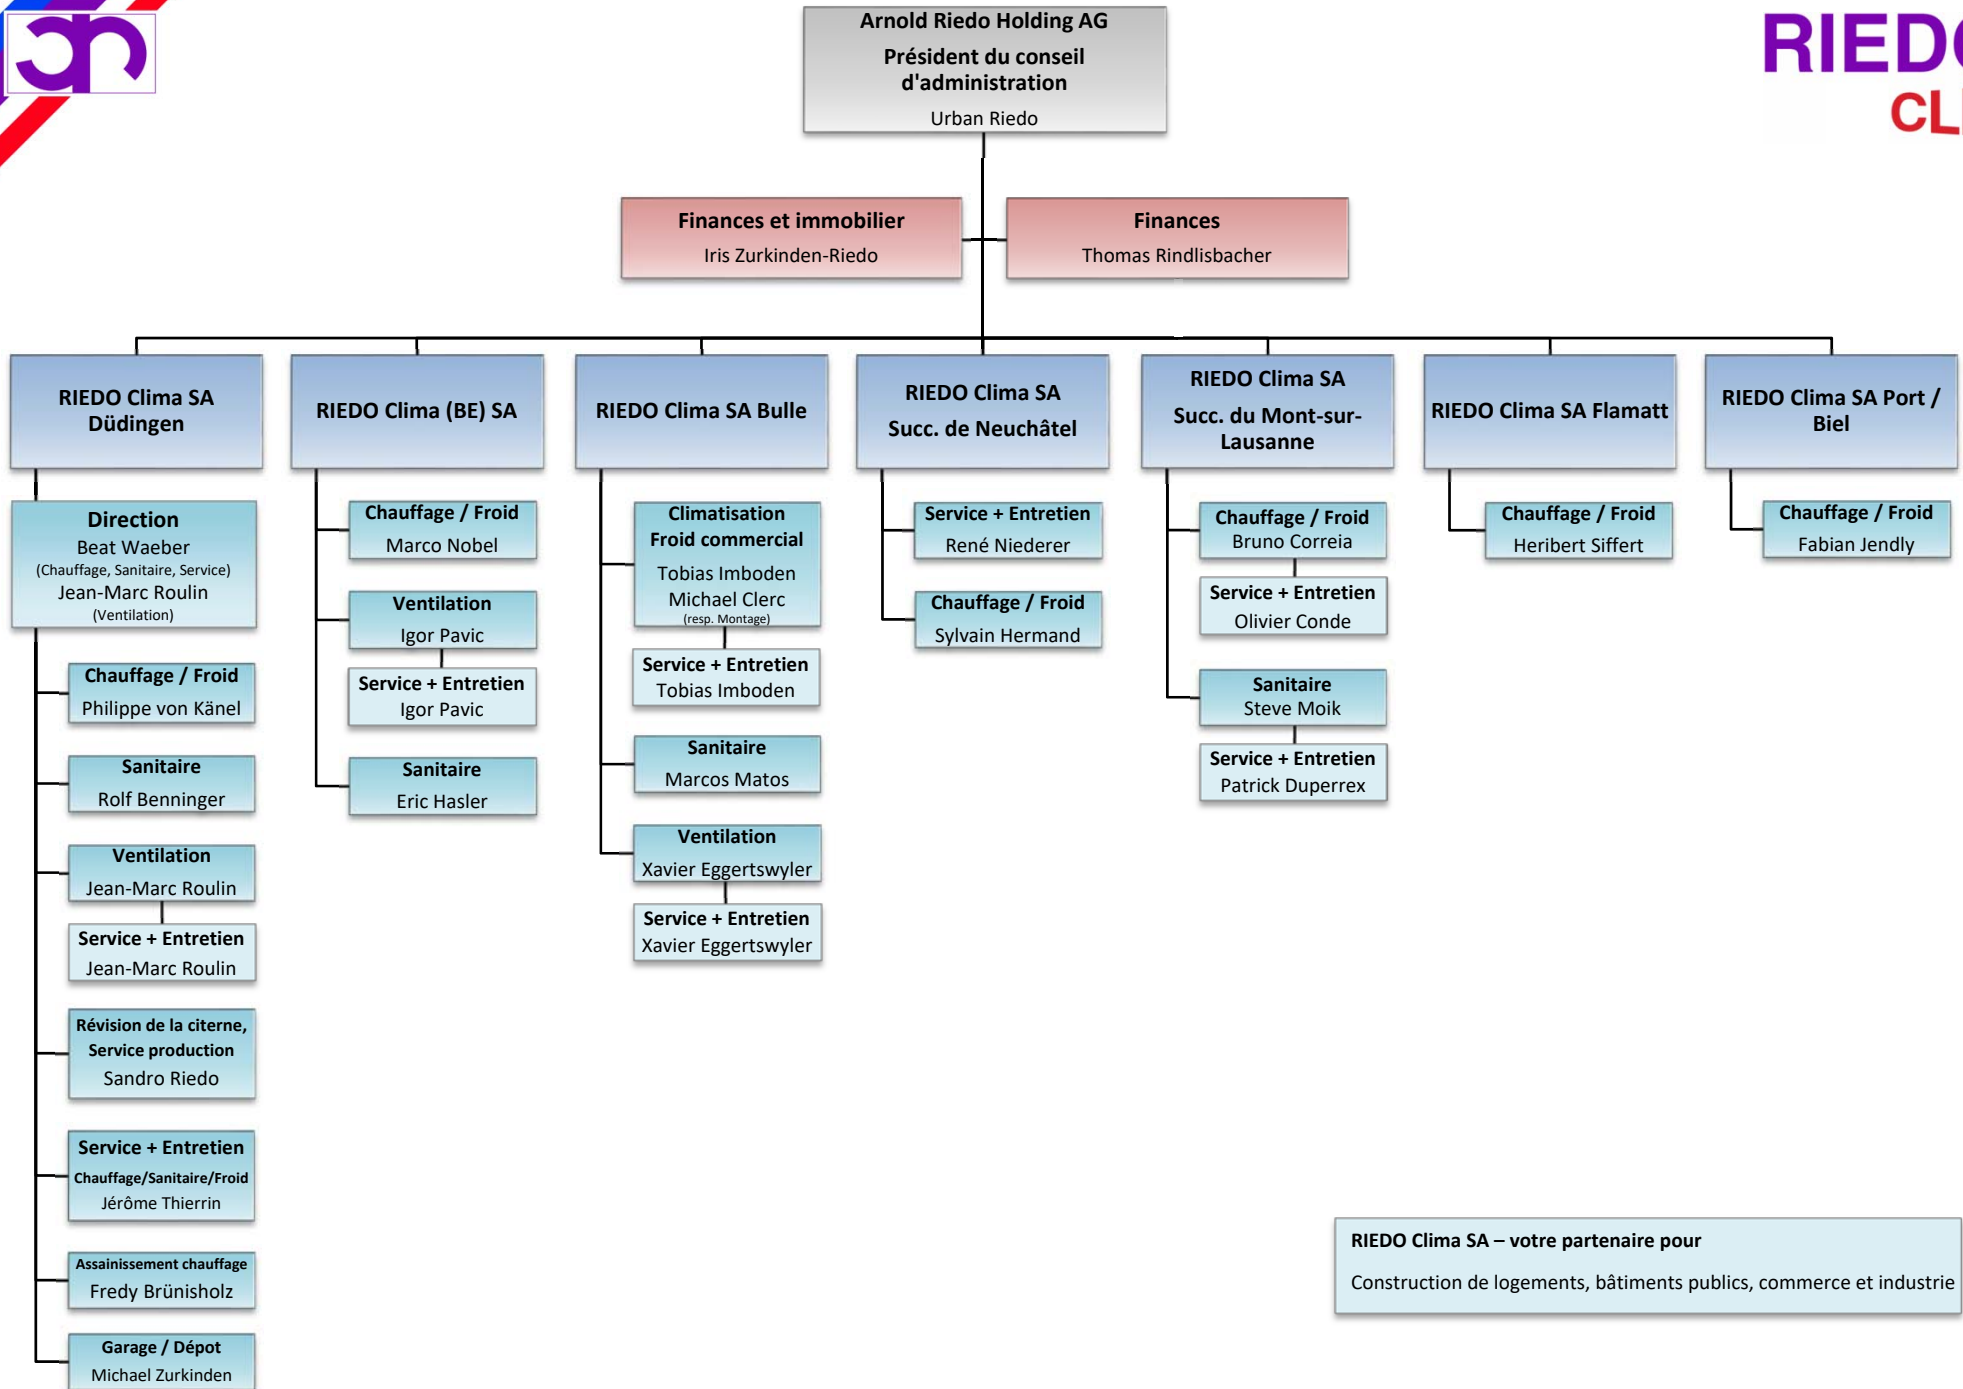 Arnold Riedo Holding AG
Président du conseil
d'administration
Urban Riedo
RIEDO
Finances et immobilier
Iris Zurkinden-Riedo
Finances
Thomas Rindlisbacher
RIEDO Clima SA
Düdingen
Direction
Beat Waeber
(Chauffage, Sanitaire, Service)
Jean-Marc Roulin
(Ventilation)
Chauffage / Froid
Philippe von Känel
Sanitaire
Rolf Benninger
Ventilation
Jean-Marc Roulin
Service + Entretien
Jean-Marc Roulin
Révision de la citerne,
Service production
Sandro Riedo
Service + Entretien
Chauffage/Sanitaire/Froid
Jérôme Thierrin
Assainissement chauffage
Fredy Brünisholz
Garage / Dépot
Michael Zurkinden
RIEDO Clima (BE) SA
Chauffage / Froid
Marco Nobel
Ventilation
Igor Pavic
Service + Entretien
Igor Pavic
Sanitaire
Eric Hasler
RIEDO Clima SA Bulle
Climatisation
Froid commercial
Tobias Imboden
Michael Clerc
(resp. Montage)
Service + Entretien
Tobias Imboden
Sanitaire
Marcos Matos
Ventilation
Xavier Eggertswyler
Service + Entretien
Xavier Eggertswyler
RIEDO Clima SA
Succ. de Neuchâtel
Service + Entretien
René Niederer
Chauffage / Froid
Sylvain Hermand
RIEDO Clima SA
Succ. du Mont-sur-
Lausanne
Chauffage / Froid
Bruno Correia
Service + Entretien
Olivier Conde
Sanitaire
Steve Moik
Service + Entretien
Patrick Duperrex
RIEDO Clima SA Flamatt
Chauffage / Froid
Heribert Siffert
RIEDO Clima SA Port /
Biel
Chauffage / Froid
Fabian Jendly
RIEDO Clima SA – votre partenaire pour
Construction de logements, bâtiments publics, commerce et industrie